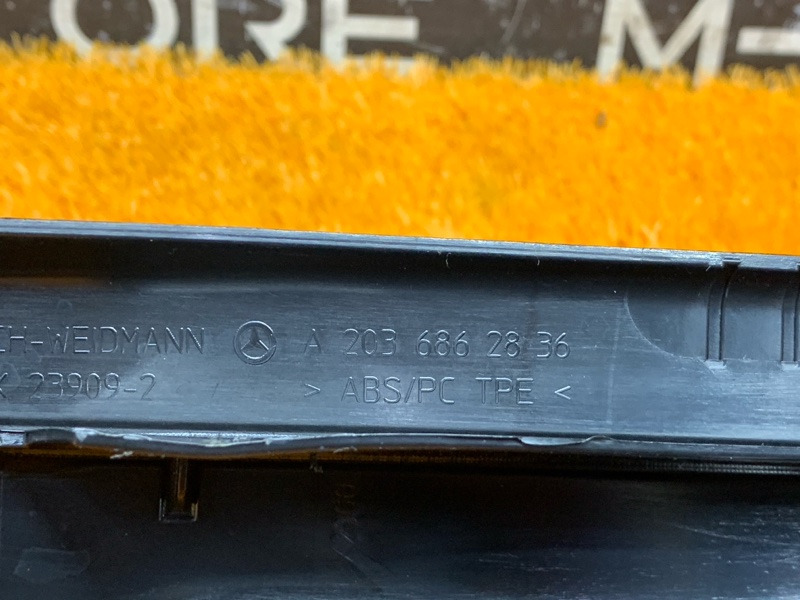 ORE M-
CH-WEIDMANN A 203 686 28 36
K 23909-2 > ABS/PC TPE <